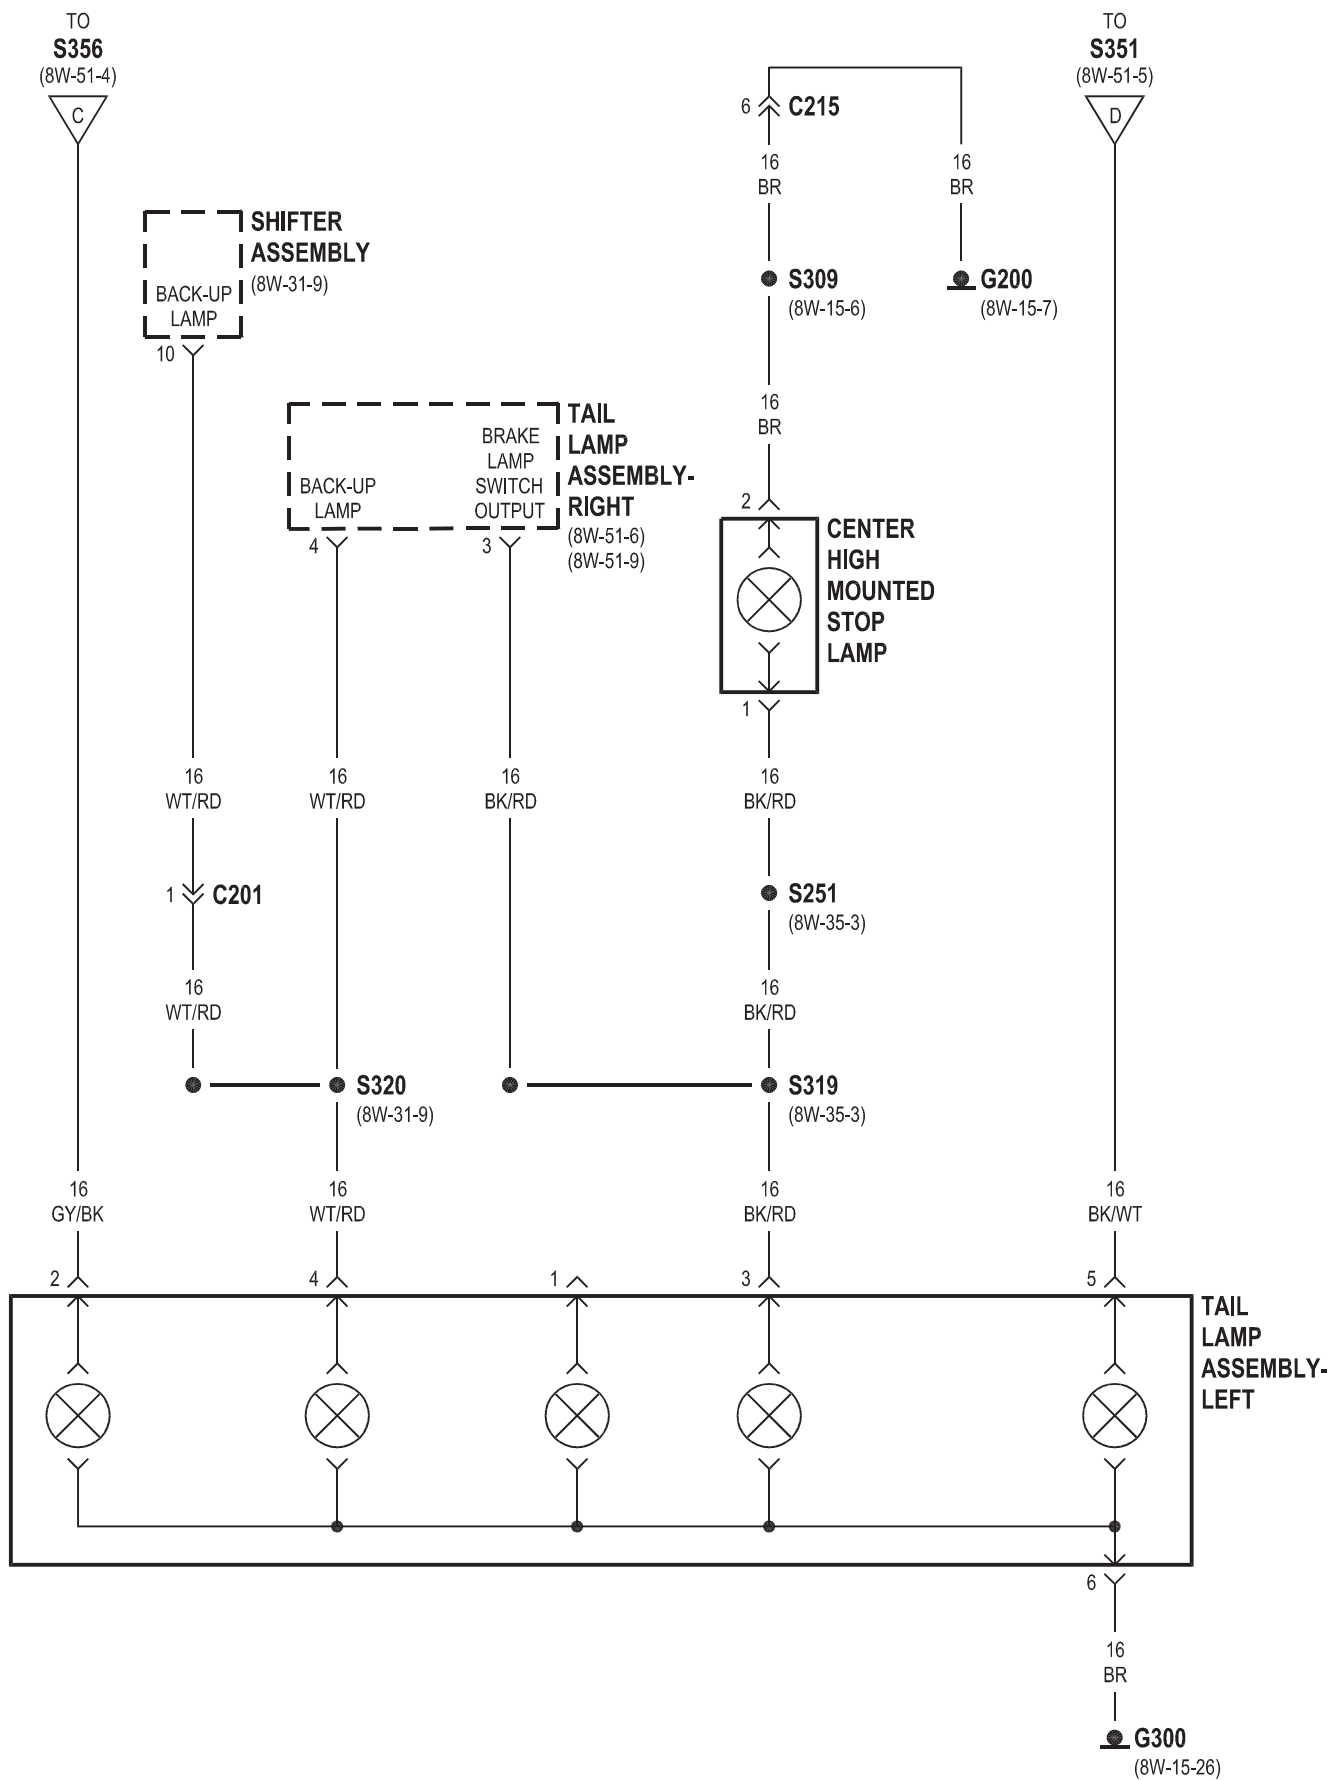 TO
S356
(8W-51-4)
C
TO
S351
(8W-51-5)
D
6
C215
16
BR
16
BR
SHIFTER
ASSEMBLY
(8W-31-9)
BACK-UP
LAMP
10
S309
(8W-15-6)
G200
(8W-15-7)
16
BR
TAIL
LAMP
ASSEMBLY-
RIGHT
(8W-51-6)
(8W-51-9)
BACK-UP
LAMP
BRAKE
LAMP
SWITCH
OUTPUT
4
3
2
CENTER
HIGH
MOUNTED
STOP
LAMP
1
16
WT/RD
16
WT/RD
16
BK/RD
16
BK/RD
1
C201
S251
(8W-35-3)
16
WT/RD
16
BK/RD
S320
(8W-31-9)
S319
(8W-35-3)
16
GY/BK
16
WT/RD
16
BK/RD
16
BK/WT
2
4
1
3
5
TAIL
LAMP
ASSEMBLY-
LEFT
6
16
BR
G300
(8W-15-26)